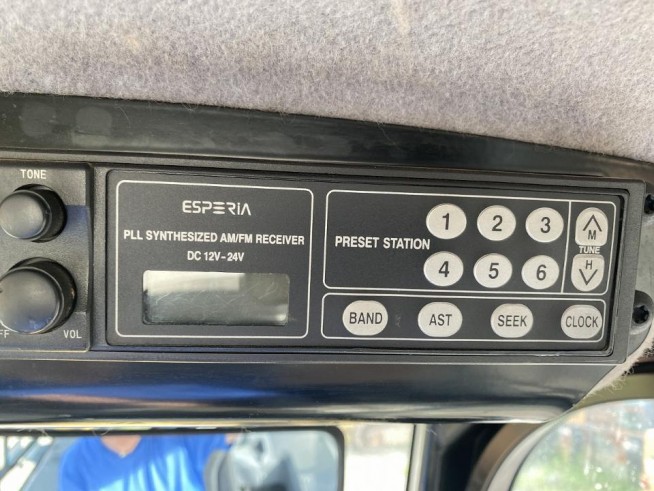 TONE
VOL
ESPERIA
PLL SYNTHESIZED AM/FM RECEIVER
DC 12V-24V
PRESET STATION
1 2 3
4 5 6
M
TUNE
H
BAND AST SEEK CLOCK